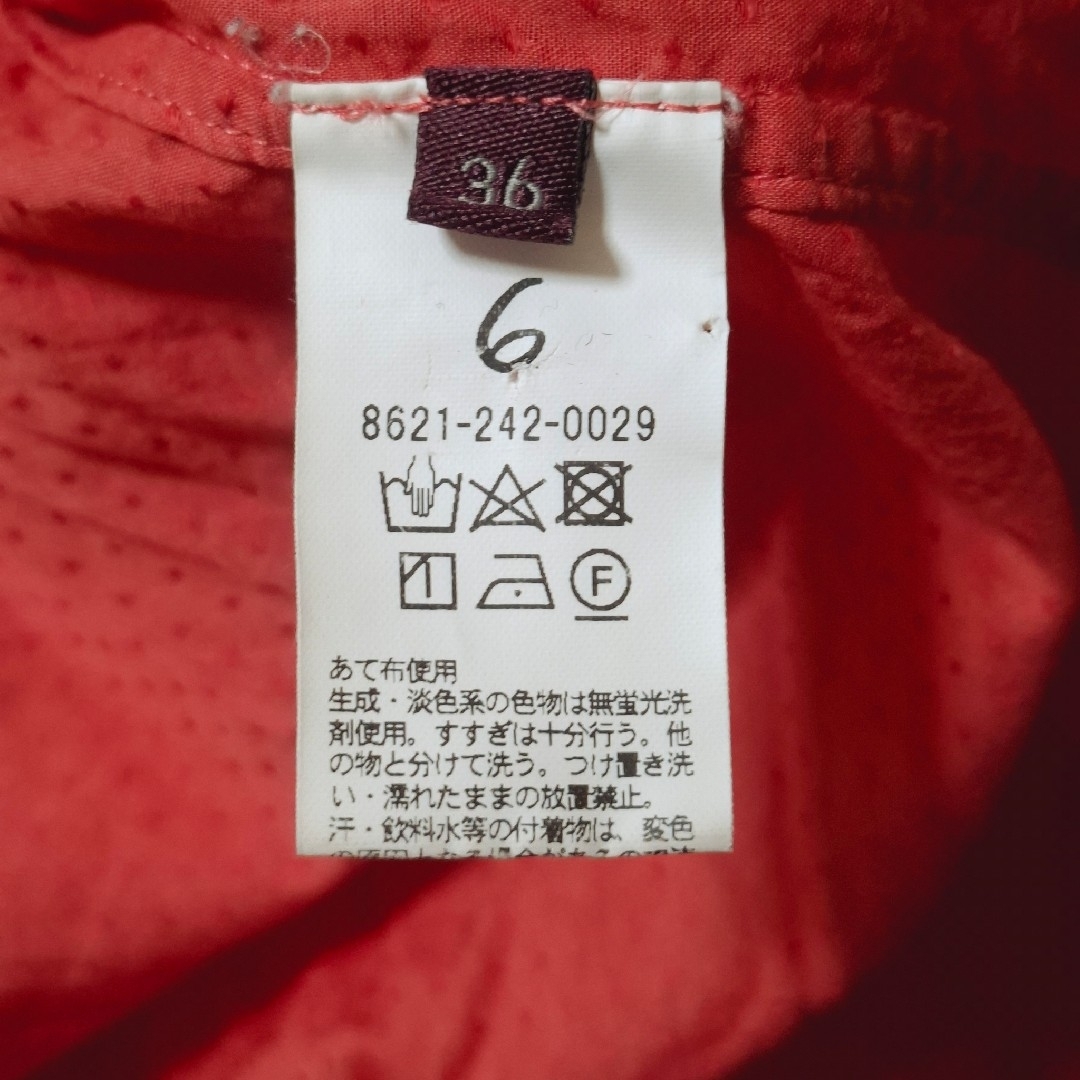 36
6
8621-242-0029
F
あて布使用
生成・淡色系の色物は無蛍光洗
剤使用。すすぎは十分行う。他
の物と分けて洗う。つけ置き洗
い・濡れたままの放置禁止。
汗・飲料水等の付着物は、変色